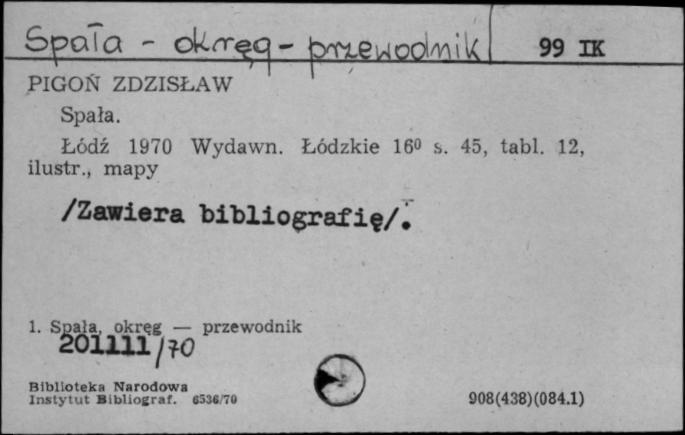 Spała - okręg - przewodnik
99 IK
PIGOŃ ZDZISŁAW
Spała.
Łódź 1970 Wydawn. Łódzkie 16⁰ s. 45, tabl. 12,
ilustr., mapy
/Zawiera bibliografię/.
1. Spała, okręg — przewodnik
201111/70
Biblioteka Narodowa
Instytut Bibliograf. 6536/70
908(438)(084.1)